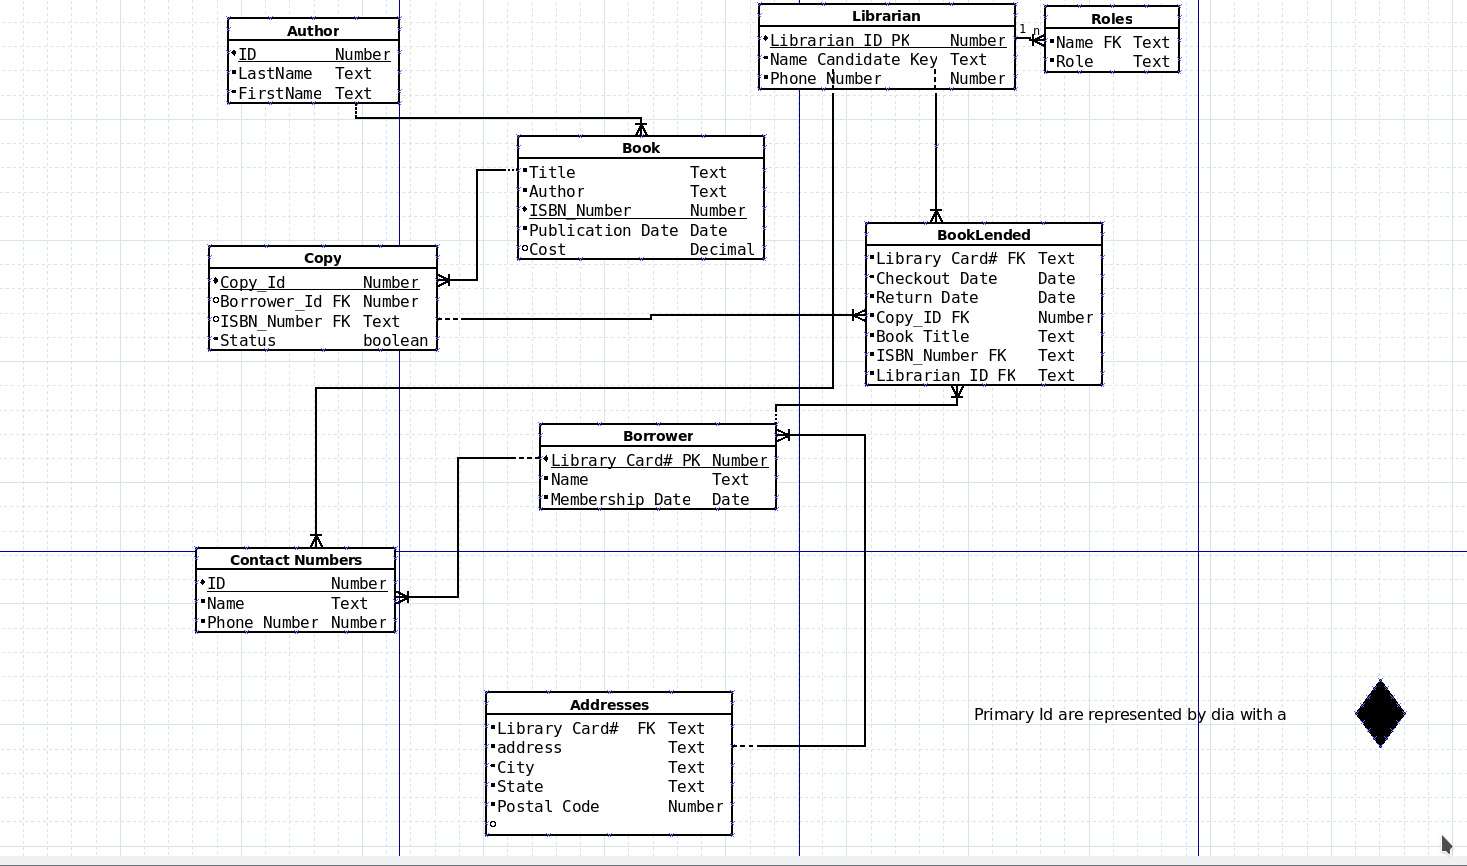 Author
ID Number
LastName Text
FirstName Text
Librarian
Librarian ID PK Number
Name Candidate Key Text
Phone Number Number
1 n
Roles
Name FK Text
Role Text
Book
Title Text
Author Text
ISBN_Number Number
Publication Date Date
Cost Decimal
Copy
Copy_Id Number
Borrower_Id FK Number
ISBN_Number FK Text
Status boolean
BookLended
Library Card# FK Text
Checkout Date Date
Return Date Date
Copy_ID FK Number
Book_Title Text
ISBN_Number FK Text
Librarian ID FK Text
Borrower
Library Card# PK Number
Name Text
Membership Date Date
Contact Numbers
ID Number
Name Text
Phone Number Number
Addresses
Library Card# FK Text
address Text
City Text
State Text
Postal Code Number
Primary Id are represented by dia with a